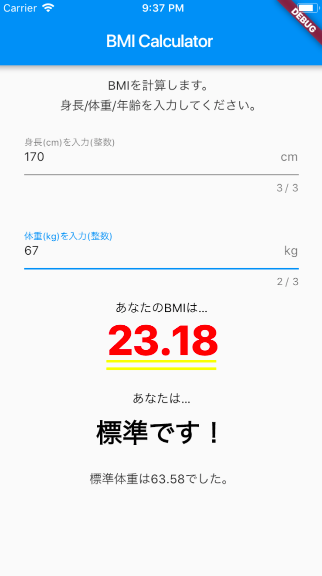 Carrier 9:37 PM
DEBUG
BMI Calculator
BMIを計算します。
身長/体重/年齢を入力してください。
身長(cm)を入力(整数)
170 cm
3 / 3
体重(kg)を入力(整数)
67 kg
2 / 3
あなたのBMIは...
23.18
あなたは...
標準です！
標準体重は63.58でした。